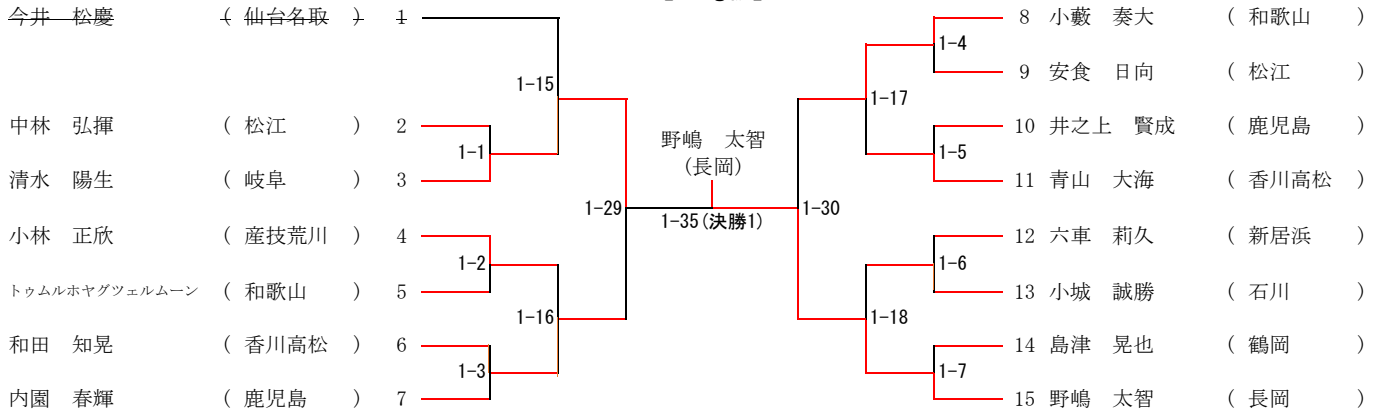 今井　松慶 ( 仙台名取 ) 1
中林　弘揮 ( 松江 ) 2
清水　陽生 ( 岐阜 ) 3
小林　正欣 ( 産技荒川 ) 4
トゥムルホヤグツェルムーン ( 和歌山 ) 5
和田　知晃 ( 香川高松 ) 6
内園　春輝 ( 鹿児島 ) 7
1-1
1-2
1-3
1-15
1-16
1-29
野嶋　太智
(長岡)
1-35(決勝1)
1-30
1-17
1-18
1-4
1-5
1-6
1-7
8 小藪　奏大 ( 和歌山 )
9 安食　日向 ( 松江 )
10 井之上　賢成 ( 鹿児島 )
11 青山　大海 ( 香川高松 )
12 六車　莉久 ( 新居浜 )
13 小城　誠勝 ( 石川 )
14 島津　晃也 ( 鶴岡 )
15 野嶋　太智 ( 長岡 )